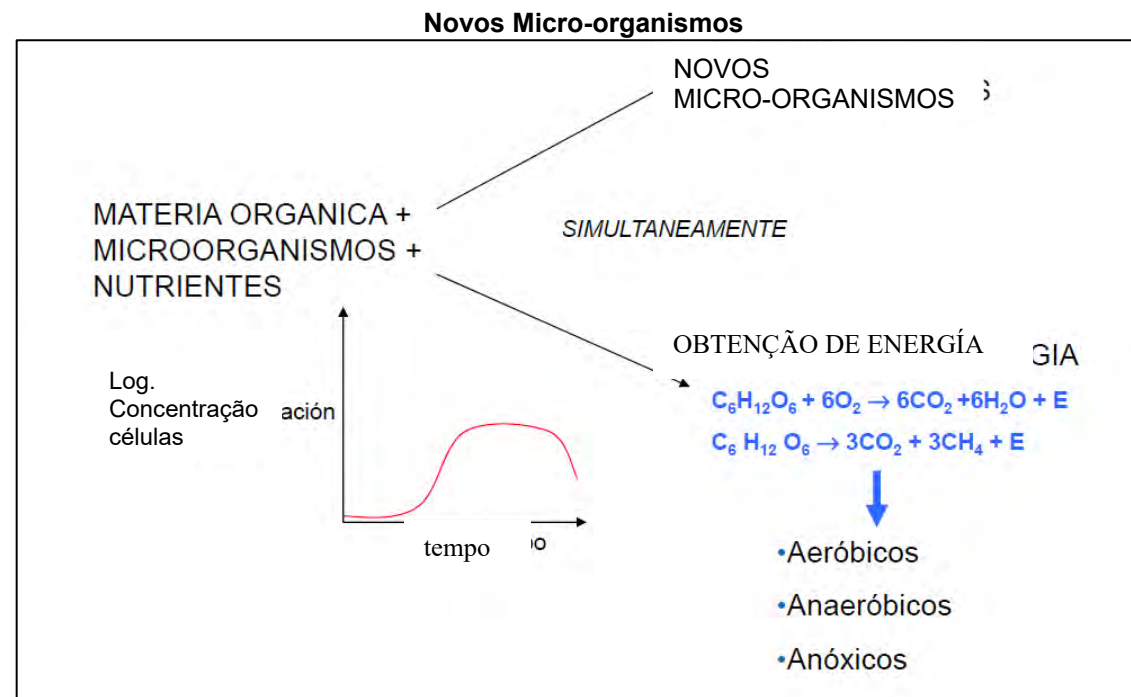 Novos Micro-organismos
NOVOS
MICRO-ORGANISMOS
MATERIA ORGANICA +
MICROORGANISMOS +
NUTRIENTES
SIMULTANEAMENTE
OBTENÇÃO DE ENERGÍA
GIA
C₆H₁₂O₆ + 6O₂ → 6CO₂ +6H₂O + E
C₆ H₁₂ O₆ → 3CO₂ + 3CH₄ + E
Log.
Concentração
células
ación
tempo
•Aeróbicos
•Anaeróbicos
•Anóxicos